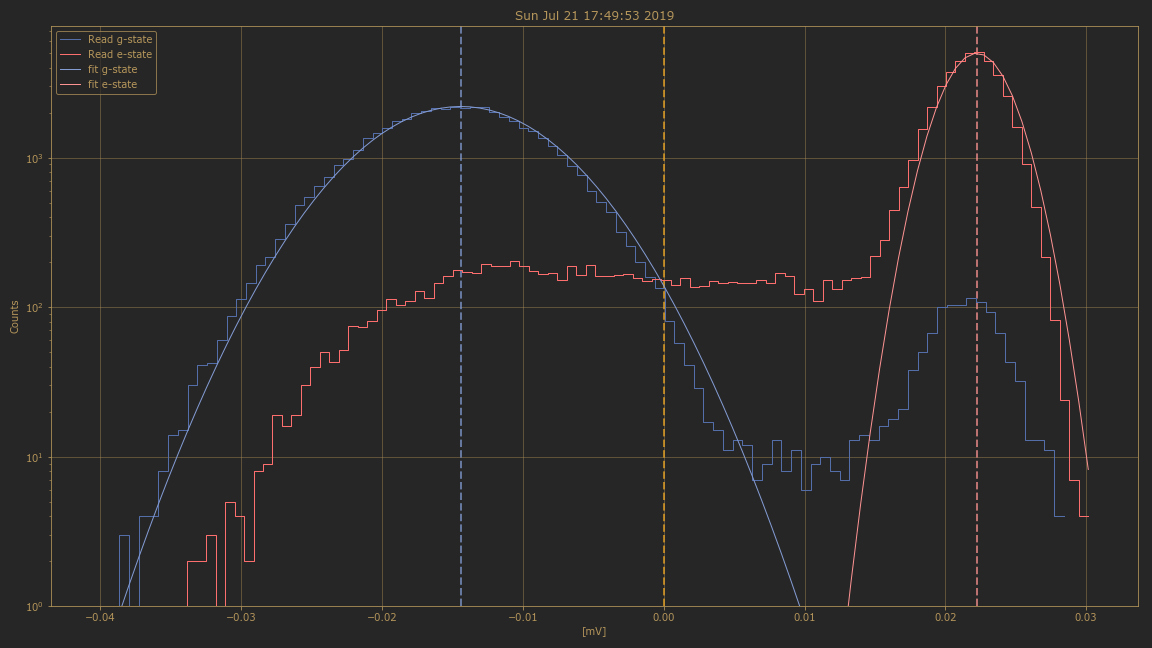 Sun Jul 21 17:49:53 2019
Read g-state
Read e-state
fit g-state
fit e-state
Counts
10³
10²
10¹
10⁰
−0.04 −0.03 −0.02 −0.01 0.00 0.01 0.02 0.03
[mV]